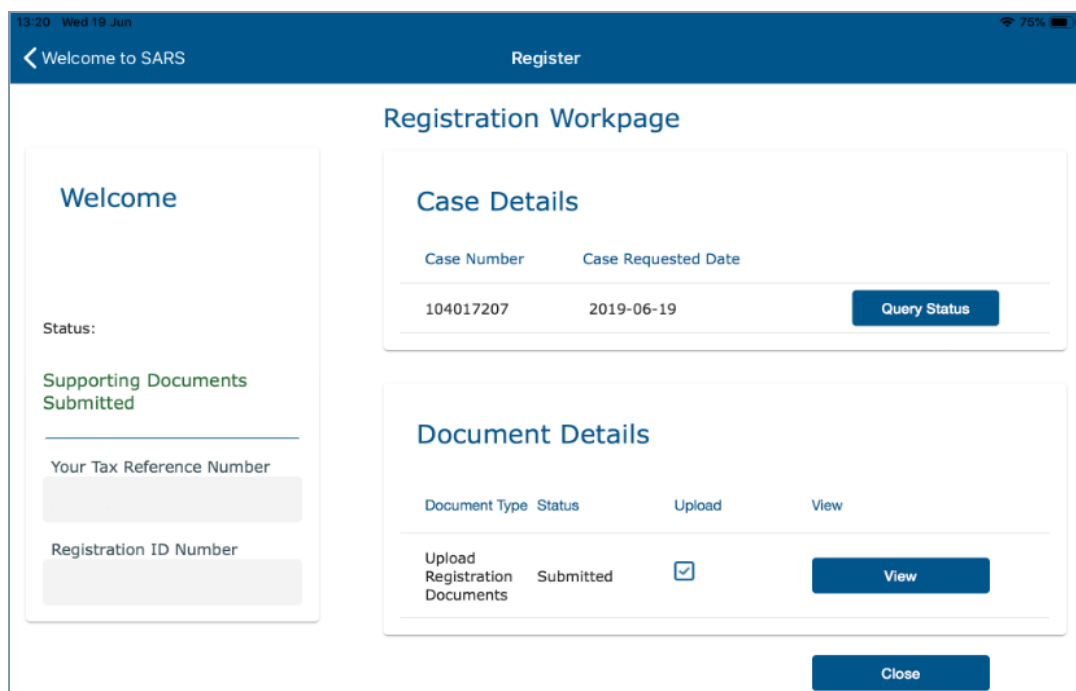 13:20 Wed 19 Jun
75%
Welcome to SARS
Register
Registration Workpage
Welcome
Status:
Supporting Documents
Submitted
Your Tax Reference Number
Registration ID Number
Case Details
Case Number Case Requested Date
104017207 2019-06-19 Query Status
Document Details
Document Type Status Upload View
Upload
Registration
Documents
Submitted
View
Close